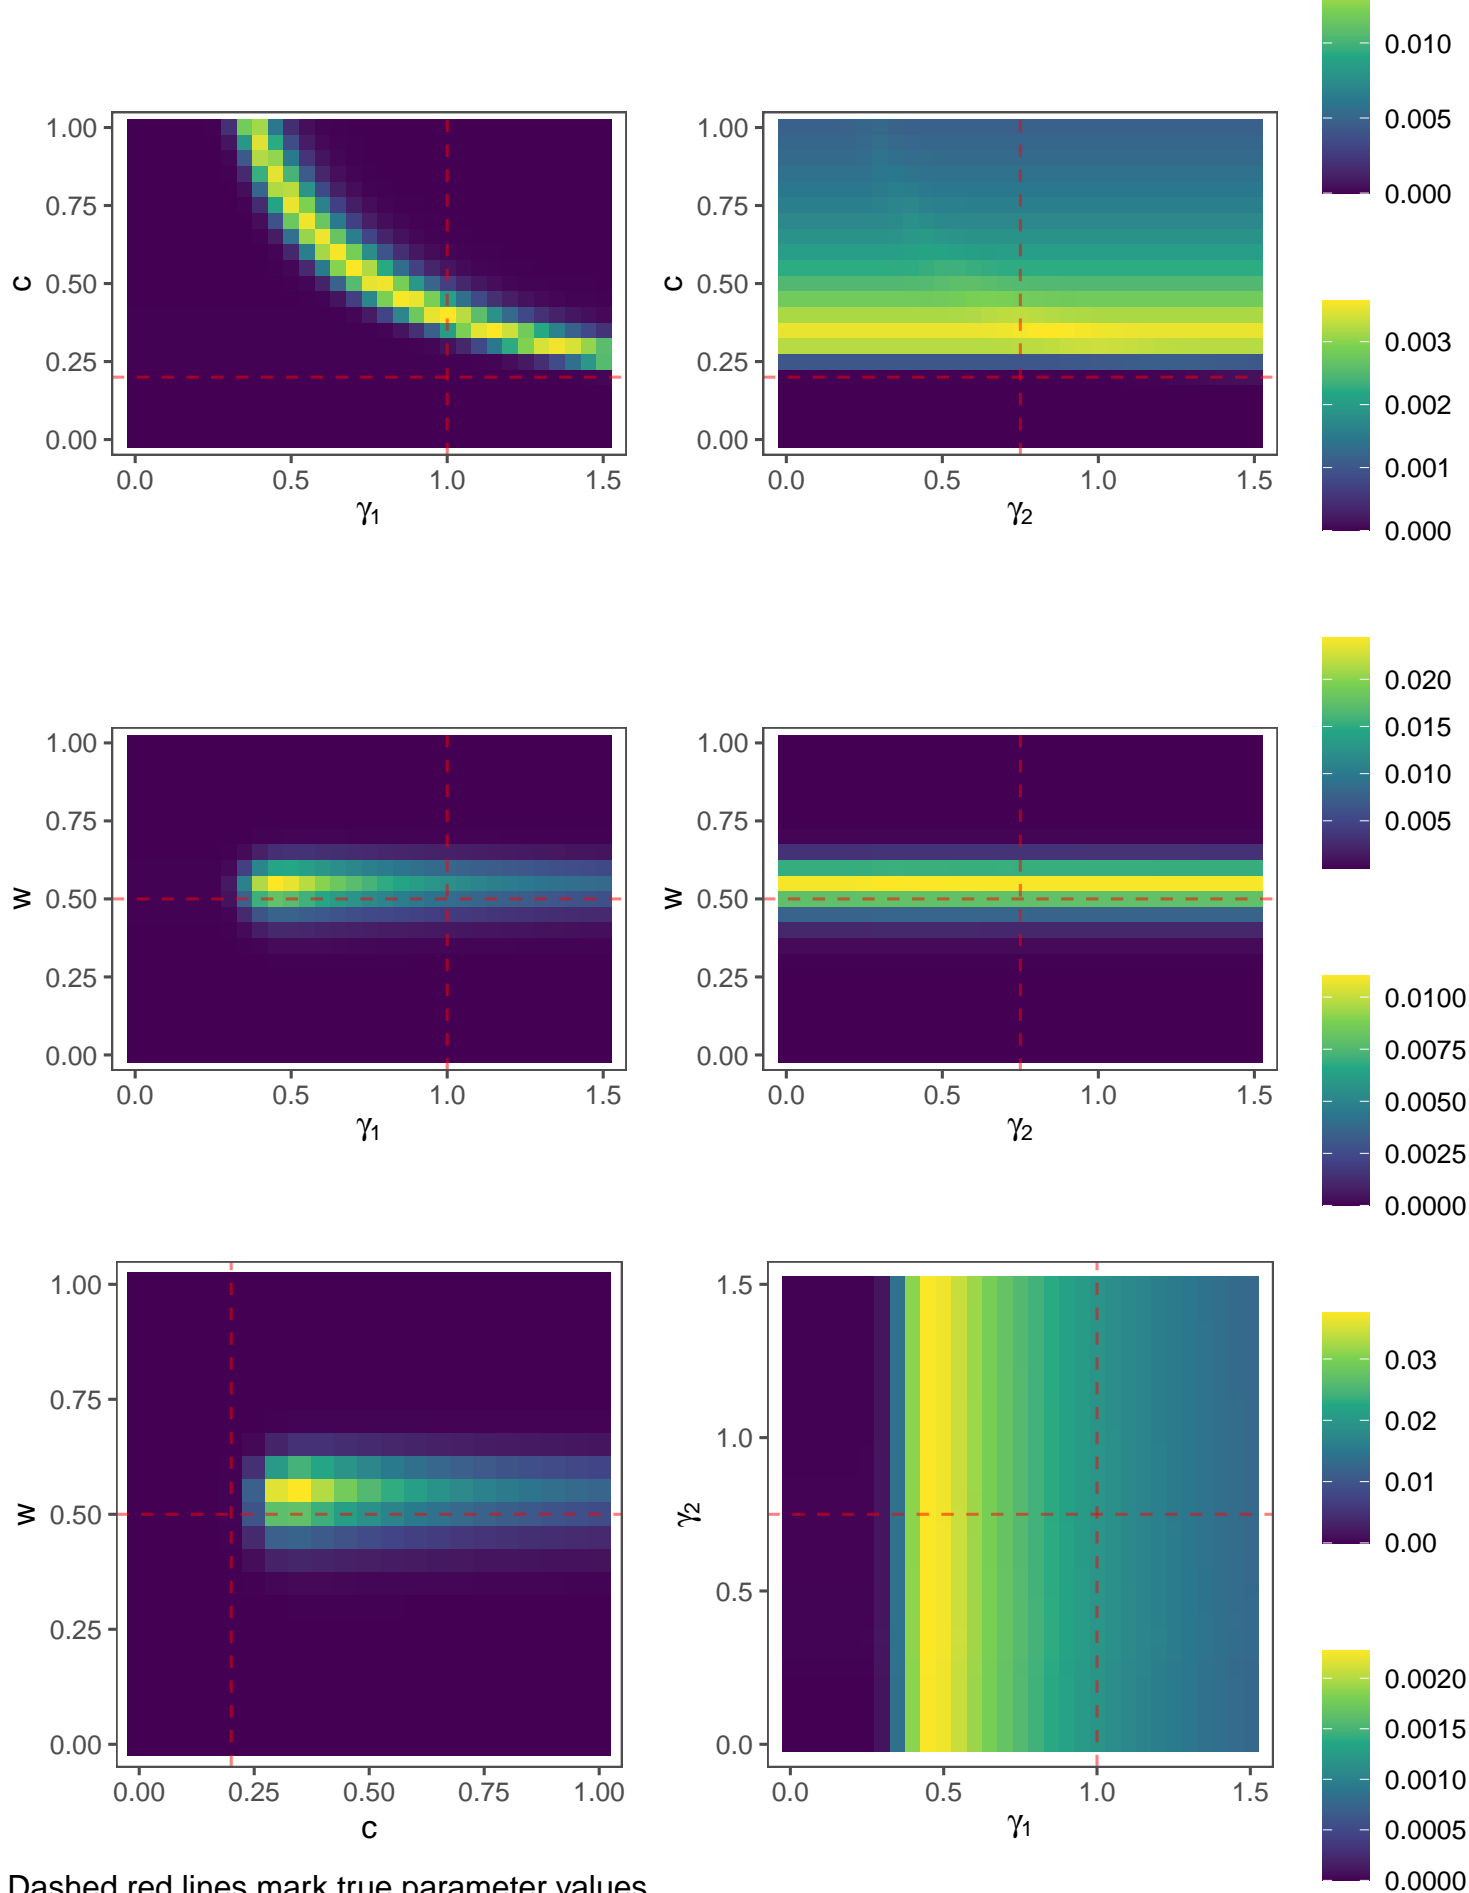 0.010
0.005
0.000
1.00
0.75
0.50
0.25
0.00
c
0.0 0.5 1.0 1.5
γ1
1.00
0.75
0.50
0.25
0.00
c
0.0 0.5 1.0 1.5
γ2
0.003
0.002
0.001
0.000
1.00
0.75
0.50
0.25
0.00
w
0.0 0.5 1.0 1.5
γ1
1.00
0.75
0.50
0.25
0.00
w
0.0 0.5 1.0 1.5
γ2
0.020
0.015
0.010
0.005
0.0100
0.0075
0.0050
0.0025
0.0000
1.00
0.75
0.50
0.25
0.00
w
0.00 0.25 0.50 0.75 1.00
c
1.5
1.0
0.5
0.0
γ2
0.0 0.5 1.0 1.5
γ1
0.03
0.02
0.01
0.00
0.0020
0.0015
0.0010
0.0005
0.0000
Dashed red lines mark true parameter values